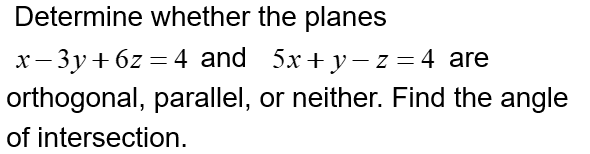 Determine whether the planes
x − 3y + 6z = 4 and 5x + y − z = 4 are
orthogonal, parallel, or neither. Find the angle
of intersection.